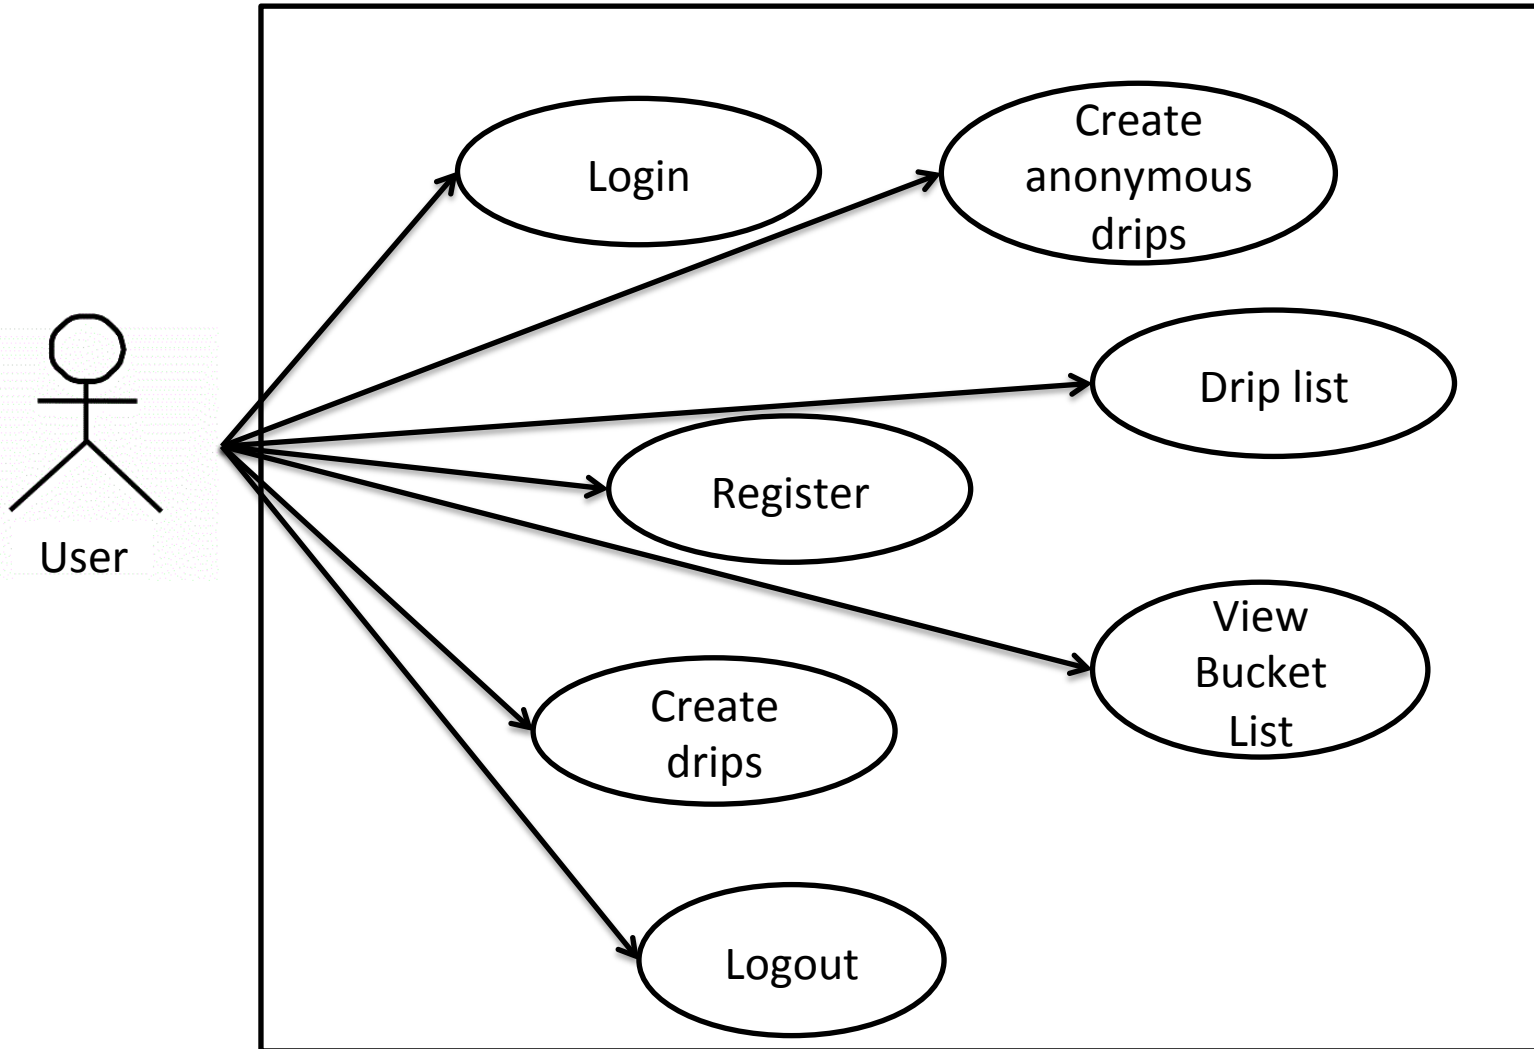 Login
Create
anonymous
drips
Drip list
Register
User
View
Bucket
List
Create
drips
Logout